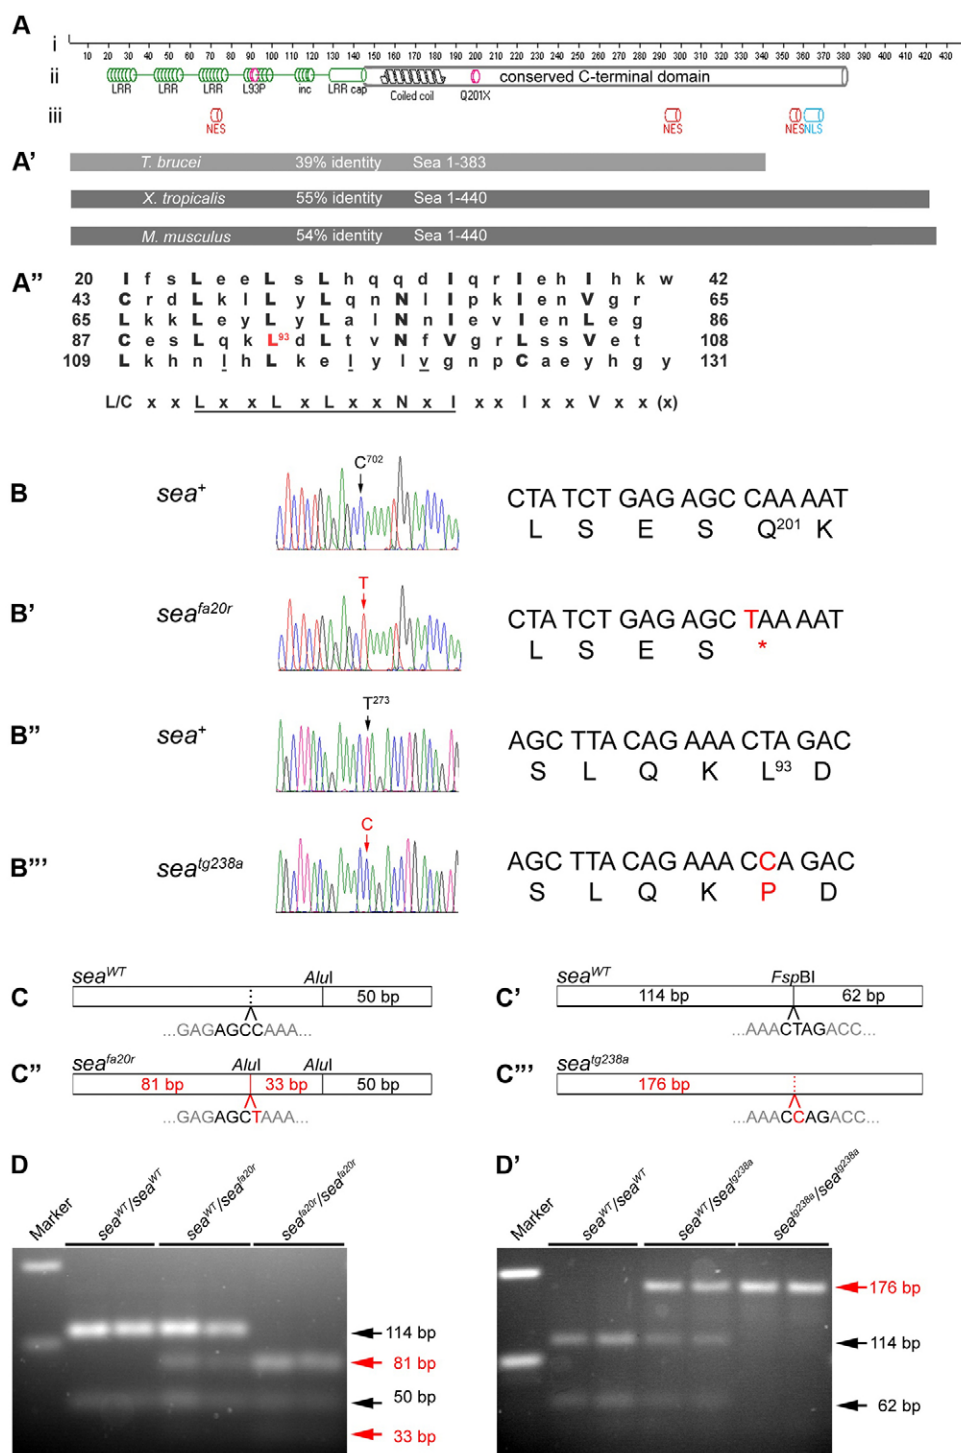 A
i
10 20 30 40 50 60 70 80 90 100 110 120 130 140 150 160 170 180 190 200 210 220 230 240 250 260 270 280 290 300 310 320 330 340 350 360 370 380 390 400 410 420 430
ii
conserved C-terminal domain
LRR LRR LRR L93P inc LRR cap Coiled coil Q201X
iii
NES NES NES NLS
A'
T. brucei 39% identity Sea 1-383
X. tropicalis 55% identity Sea 1-440
M. musculus 54% identity Sea 1-440
A''
20 I f s L e e L s L h q q d I q r I e h I h k w 42
43 C r d L k l L y L q n N l I p k I e n V g r 65
65 L k k L e y L y L a l N n I e v I e n L e g 86
87 C e s L q k L93 d L t v N f V g r L s s V e t 108
109 L k h n l h L k e l y l v g n p C a e y h g y 131
L/C x x L x x L x L x x N x I x x I x x V x x (x)
B
sea+
C702
CTA TCT GAG AGC CAA AAT
L S E S Q201 K
B'
seafa20r
T
CTA TCT GAG AGC TAA AAT
L S E S *
B''
sea+
T273
AGC TTA CAG AAA CTA GAC
S L Q K L93 D
B'''
seatg238a
C
AGC TTA CAG AAA CCA GAC
S L Q K P D
C
seaWT AluI
50 bp
...GAGAGCCAAA...
C'
seaWT FspBI
114 bp 62 bp
...AAACTAGACC...
C''
seafa20r AluI AluI
81 bp 33 bp 50 bp
...GAGAGCTAAA...
C'''
seatg238a
176 bp
...AAACCAGACC...
D
Marker
seaWT/seaWT
seaWT/seafa20r
seafa20r/seafa20r
114 bp
81 bp
50 bp
33 bp
D'
Marker
seaWT/seaWT
seaWT/seatg238a
seatg238a/seatg238a
176 bp
114 bp
62 bp